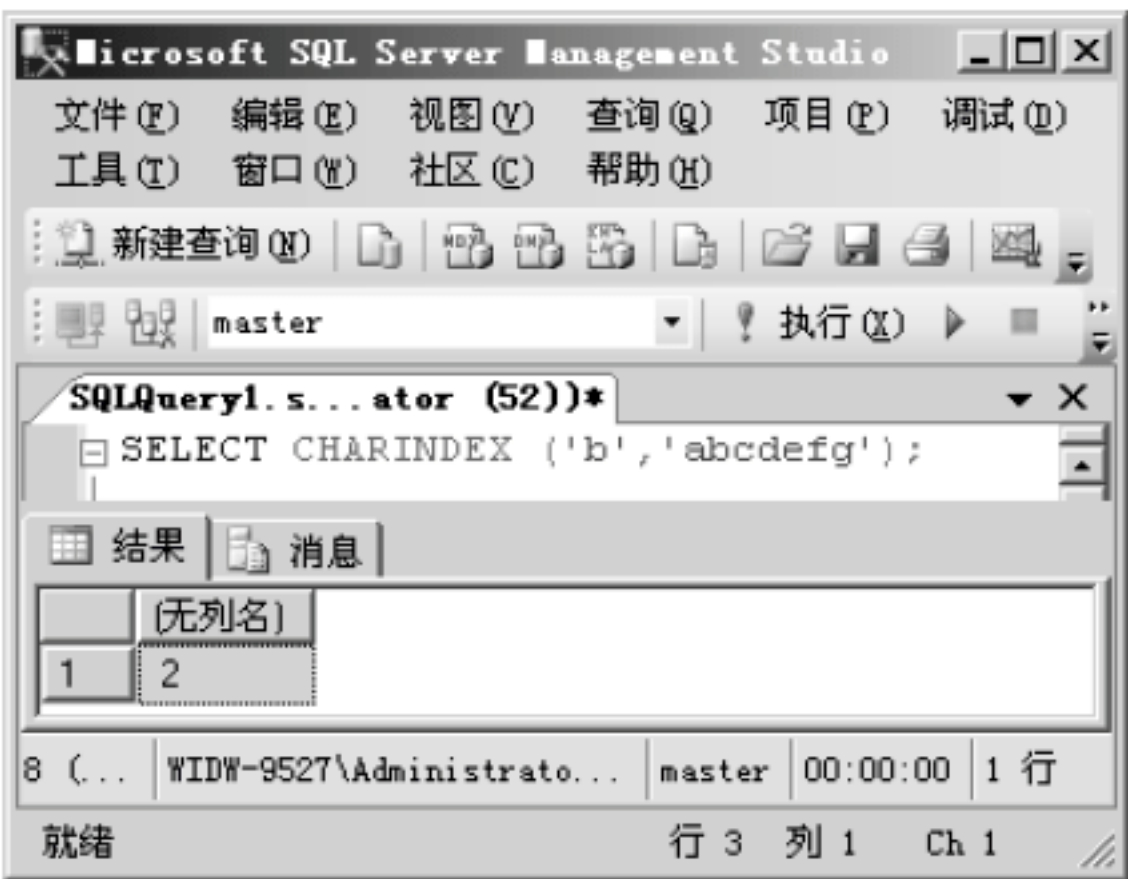 Microsoft SQL Server Management Studio
文件(F) 编辑(E) 视图(V) 查询(Q) 项目(P) 调试(D)
工具(T) 窗口(W) 社区(C) 帮助(H)
新建查询(N)
master 执行(X)
SQLQuery1.s...ator (52))*
SELECT CHARINDEX ('b','abcdefg');
结果 消息
(无列名)
1 2
8 (... WIDW-9527\Administrato... master 00:00:00 1 行
就绪 行 3 列 1 Ch 1